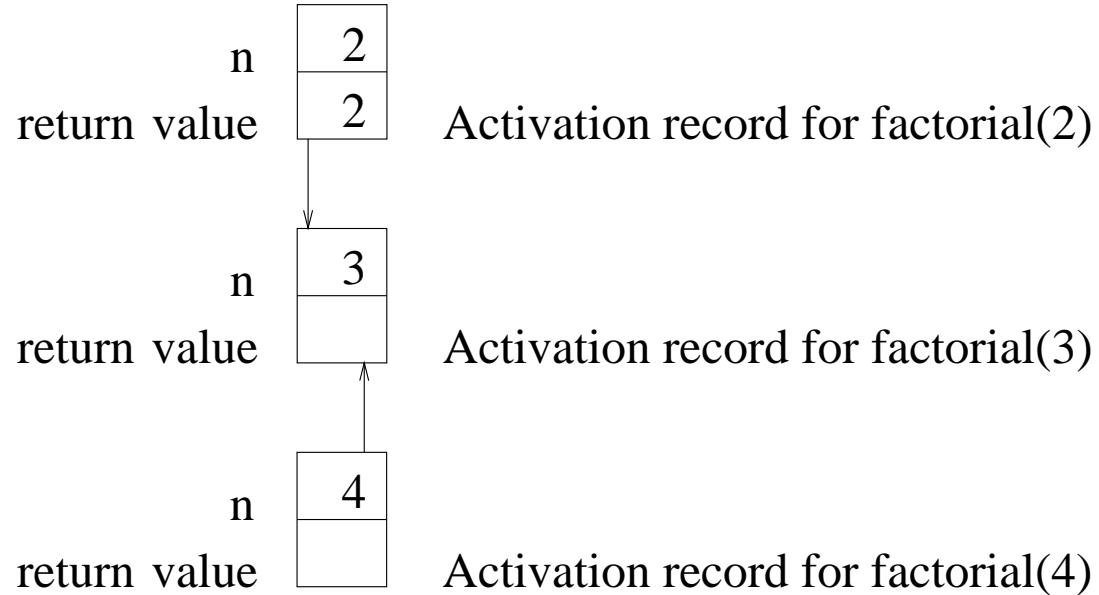 n 2
return value 2 Activation record for factorial(2)
n 3
return value Activation record for factorial(3)
n 4
return value Activation record for factorial(4)